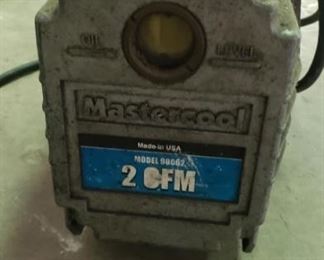 OIL LEVEL
Mastercool
Made in USA
MODEL 90062
2 CFM